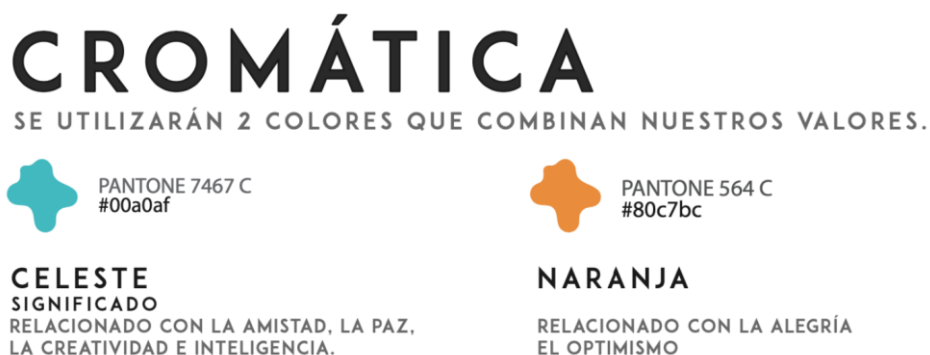 CROMÁTICA
SE UTILIZARÁN 2 COLORES QUE COMBINAN NUESTROS VALORES.
PANTONE 7467 C
#00a0af
PANTONE 564 C
#80c7bc
CELESTE
SIGNIFICADO
RELACIONADO CON LA AMISTAD, LA PAZ,
LA CREATIVIDAD E INTELIGENCIA.
NARANJA
RELACIONADO CON LA ALEGRÍA
EL OPTIMISMO